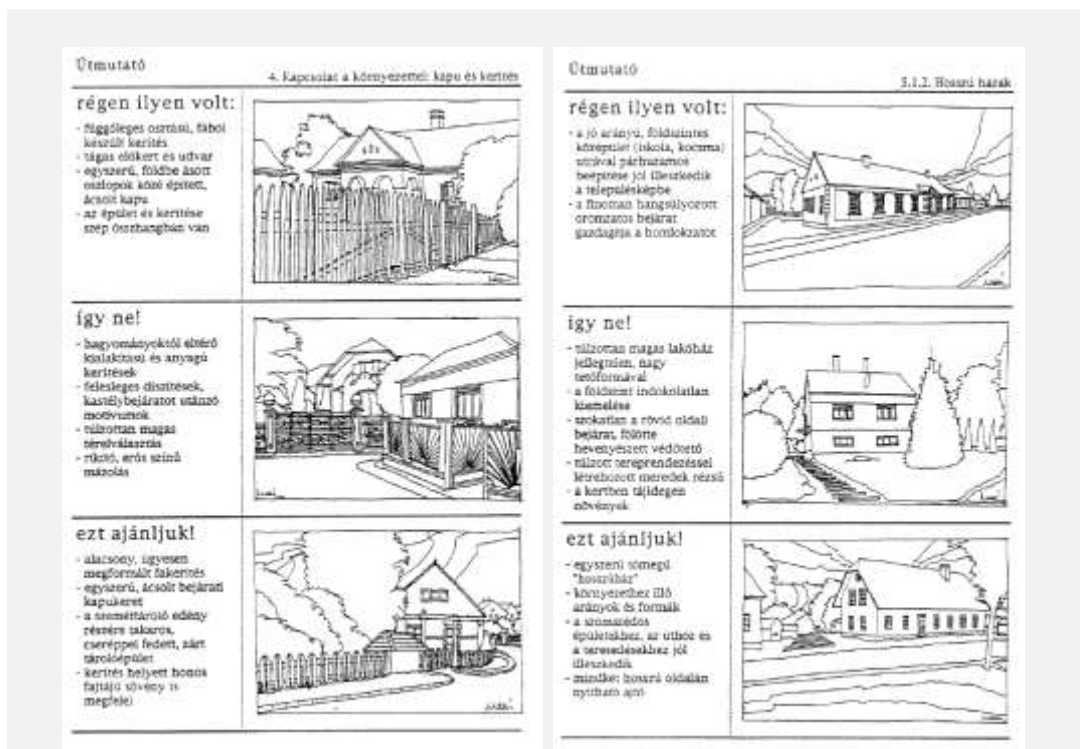 Útmutató
4. Kapcsolat a környezettel: kapu és kerítés
régen ilyen volt:
- függőleges osztású, fából
készült kerítés
- tágas előkert és udvar
- egyszerű, földbe ásott
oszlopok közé épített,
ácsolt kapu
- az épület és kerítése
szép összhangban van
így ne!
- hagyományoktól eltérő
kialakítású és anyagú
kerítések
- felesleges díszítések,
kastélybejáratot utánzó
motívumok
- túlzottan magas
térelválasztás
- rikító, erős színű
mázolás
ezt ajánljuk!
- alacsony, ügyesen
megformált fakerítés
- egyszerű, ácsolt bejárati
kapukeret
- a szeméttároló edény
részére takaros,
cseréppel fedett, zárt
tárolóépület
- kerítés helyett honos
fajtájú sövény is
megfelel
Útmutató
5.1.2. Hosszú házak
régen ilyen volt:
- a jó arányú, földszintes
középület (iskola, kocsma)
utcával párhuzamos
beépítése jól illeszkedik
a településképbe
- a finoman hangsúlyozott
oromzatos bejárat
gazdagítja a homlokzatot
így ne!
- túlzottan magas lakóház
jellegtelen, nagy
tetőformával
- a földszint indokolatlan
kiemelése
- szokatlan a rövid oldali
bejárat, fölötte
hevenyészett védőtető
- túlzott tereprendezéssel
létrehozott meredek rézsű
- a kertben tájidegen
növények
ezt ajánljuk!
- egyszerű tömegű
"hosszúház"
- környezethez illő
arányok és formák
- a szomszédos
épületekhez, az úthoz és
a teresedésekhez jól
illeszkedik
- mindkét hosszú oldalán
nyitható ajtó